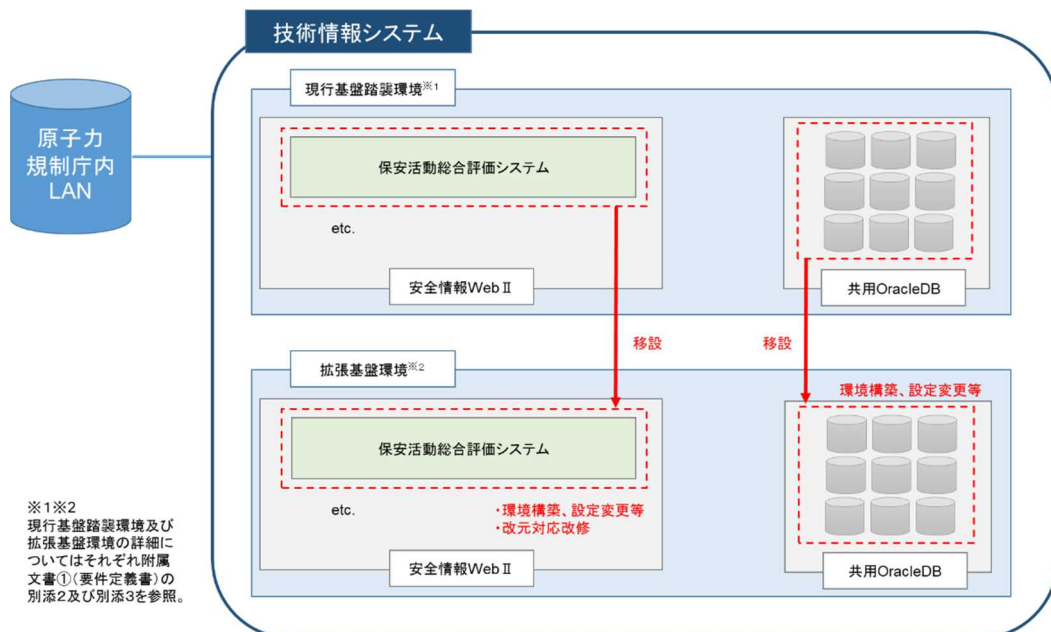 技術情報システム
原子力
規制庁内
LAN
現行基盤踏襲環境※1
保安活動総合評価システム
etc.
安全情報WebⅡ
共用OracleDB
移設
移設
拡張基盤環境※2
環境構築、設定変更等
保安活動総合評価システム
etc.
・環境構築、設定変更等
・改元対応改修
安全情報WebⅡ
共用OracleDB
※1※2
現行基盤踏襲環境及び
拡張基盤環境の詳細に
ついてはそれぞれ附属
文書①(要件定義書)の
別添2及び別添3を参照。